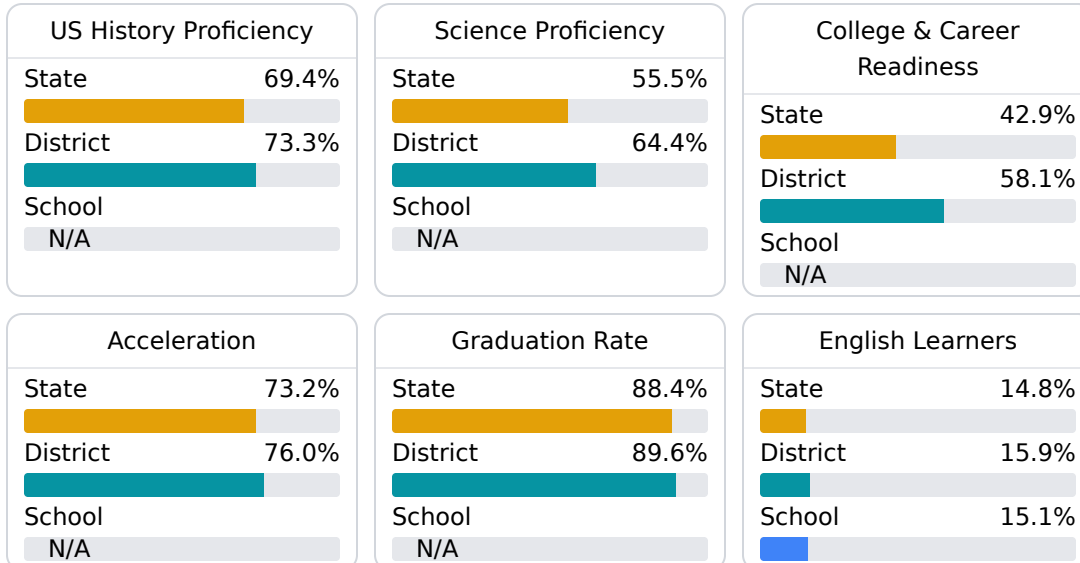 US History Proficiency
State 69.4%
District 73.3%
School
N/A
Science Proficiency
State 55.5%
District 64.4%
School
N/A
College & Career
Readiness
State 42.9%
District 58.1%
School
N/A
Acceleration
State 73.2%
District 76.0%
School
N/A
Graduation Rate
State 88.4%
District 89.6%
School
N/A
English Learners
State 14.8%
District 15.9%
School 15.1%